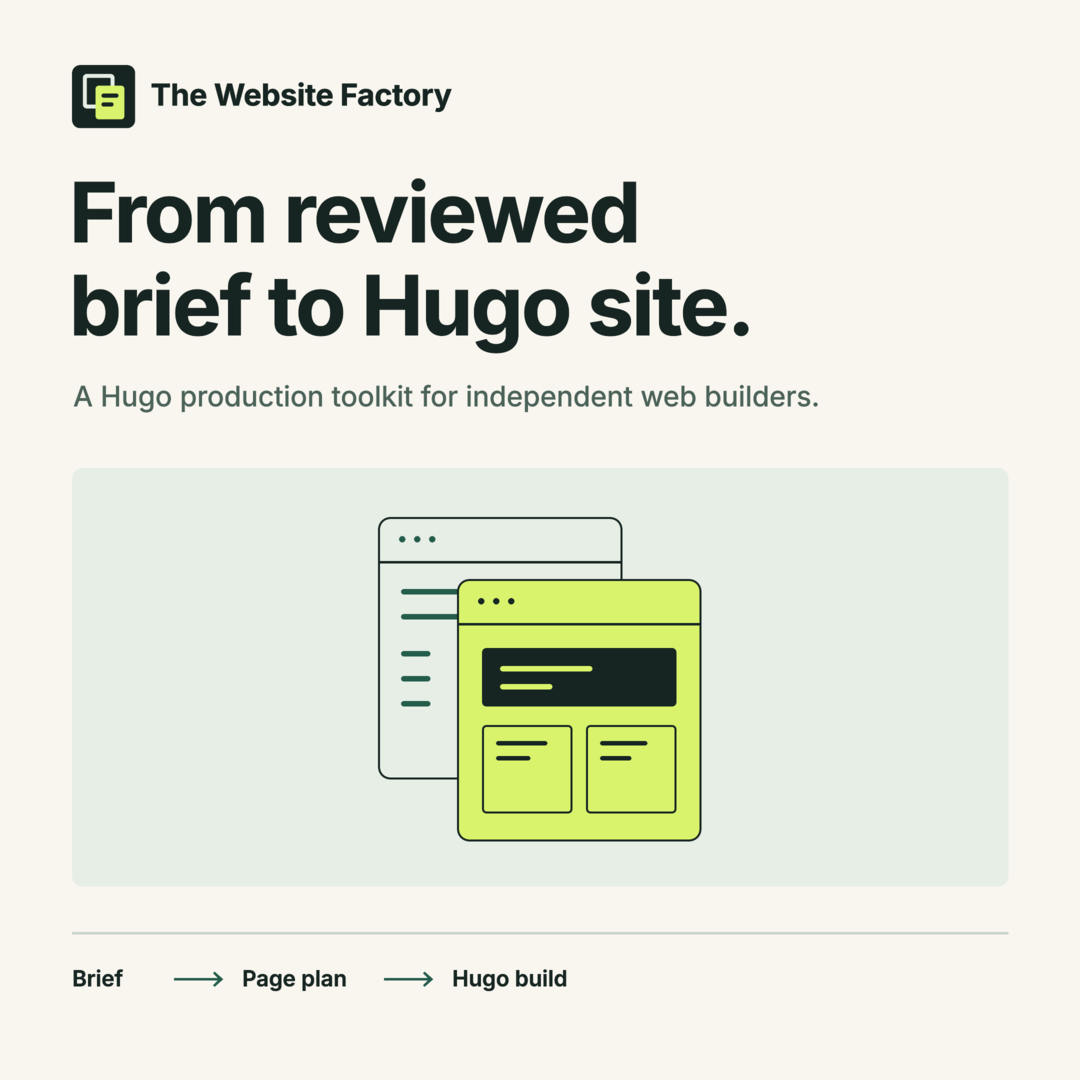 The Website Factory
From reviewed
brief to Hugo site.
A Hugo production toolkit for independent web builders.
Brief → Page plan → Hugo build